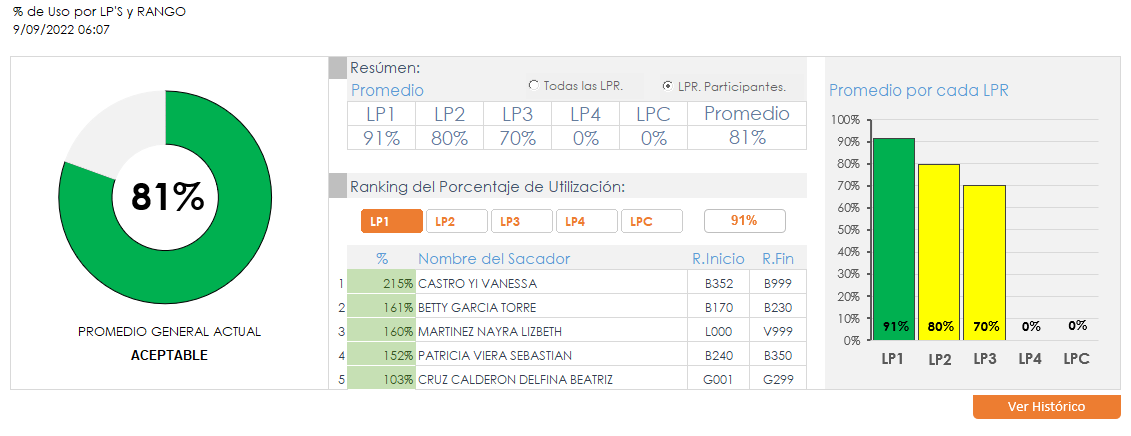 % de Uso por LP'S y RANGO
9/09/2022 06:07
81%
PROMEDIO GENERAL ACTUAL
ACEPTABLE
Resúmen:
Promedio
Todas las LPR.
LPR. Participantes.
LP1 LP2 LP3 LP4 LPC Promedio
91% 80% 70% 0% 0% 81%
Ranking del Porcentaje de Utilización:
LP1 LP2 LP3 LP4 LPC 91%
% Nombre del Sacador R.Inicio R.Fin
1 215% CASTRO YI VANESSA B352 B999
2 161% BETTY GARCIA TORRE B170 B230
3 160% MARTINEZ NAYRA LIZBETH L000 V999
4 152% PATRICIA VIERA SEBASTIAN B240 B350
5 103% CRUZ CALDERON DELFINA BEATRIZ G001 G299
Promedio por cada LPR
100%
90%
80%
70%
60%
50%
40%
30%
20%
10%
0%
91% 80% 70% 0% 0%
LP1 LP2 LP3 LP4 LPC
Ver Histórico